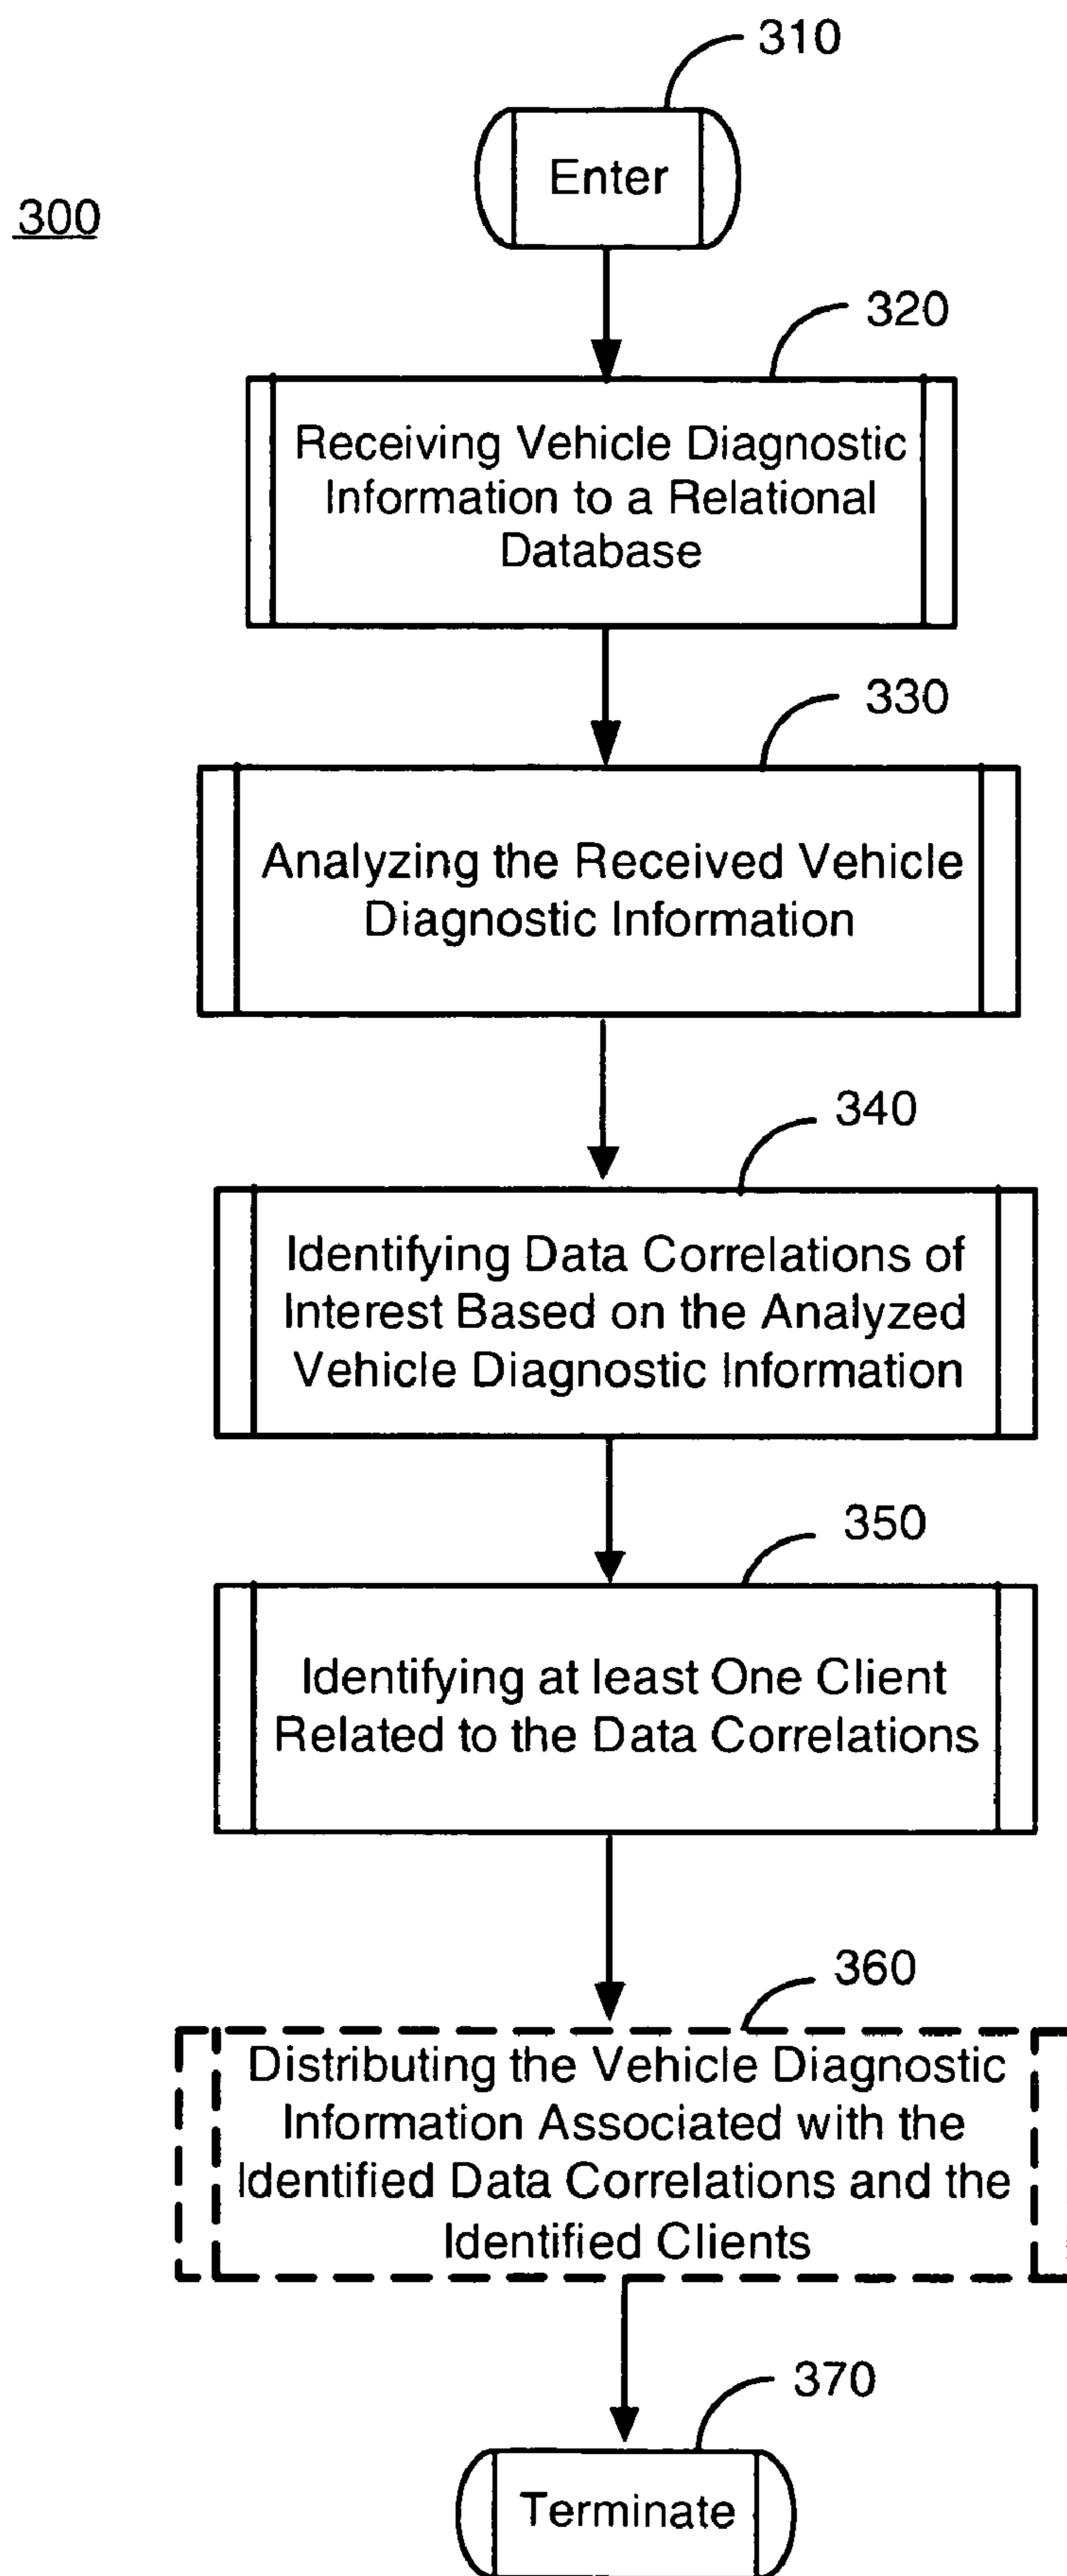 310
Enter
300
320
Receiving Vehicle Diagnostic
Information to a Relational
Database
330
Analyzing the Received Vehicle
Diagnostic Information
340
Identifying Data Correlations of
Interest Based on the Analyzed
Vehicle Diagnostic Information
350
Identifying at least One Client
Related to the Data Correlations
360
Distributing the Vehicle Diagnostic
Information Associated with the
Identified Data Correlations and the
Identified Clients
370
Terminate